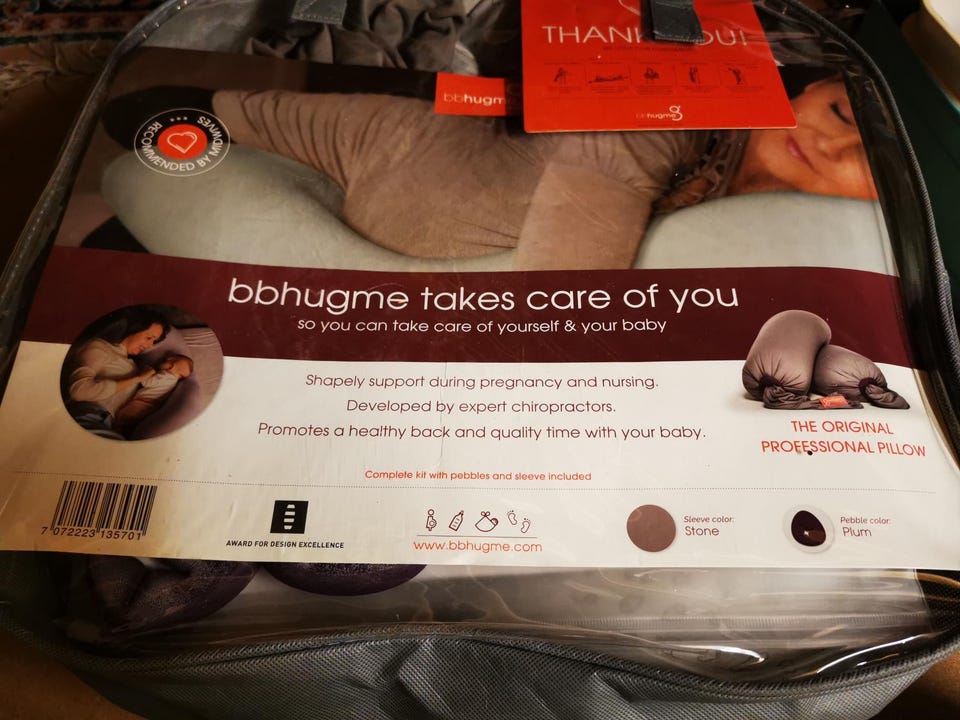 THANK YOU!
bbhugme
bbhugme
RECOMMENDED BY MIDWIVES
bbhugme takes care of you
so you can take care of yourself & your baby
Shapely support during pregnancy and nursing.
Developed by expert chiropractors.
Promotes a healthy back and quality time with your baby.
THE ORIGINAL
PROFESSIONAL PILLOW
Complete kit with pebbles and sleeve included
7 072223 135701
AWARD FOR DESIGN EXCELLENCE
www.bbhugme.com
Sleeve color:
Stone
Pebble color:
Plum